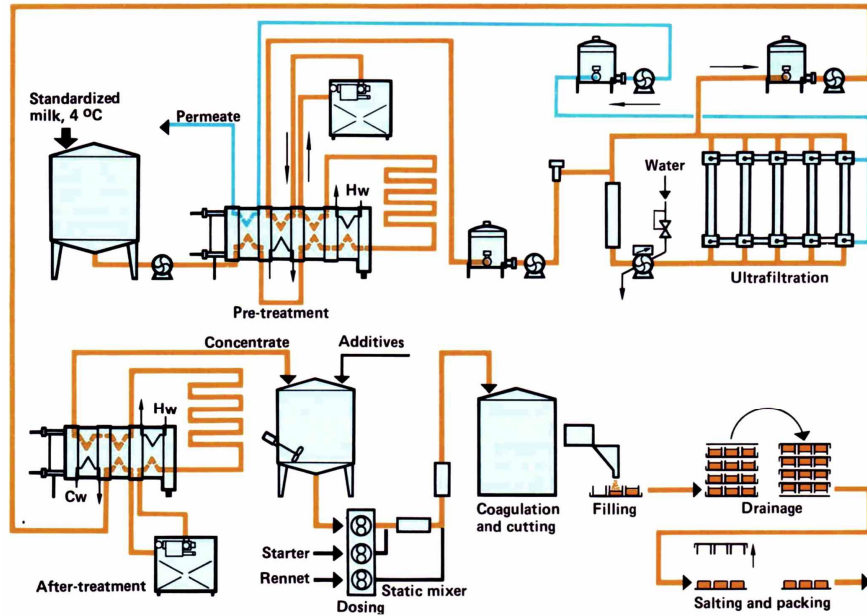 Standardized
milk, 4 °C
Permeate
Hw
Water
Ultrafiltration
Pre-treatment
Concentrate
Additives
Hw
Cw
After-treatment
Starter
Rennet
Dosing
Static mixer
Coagulation
and cutting
Filling
Drainage
Salting and packing